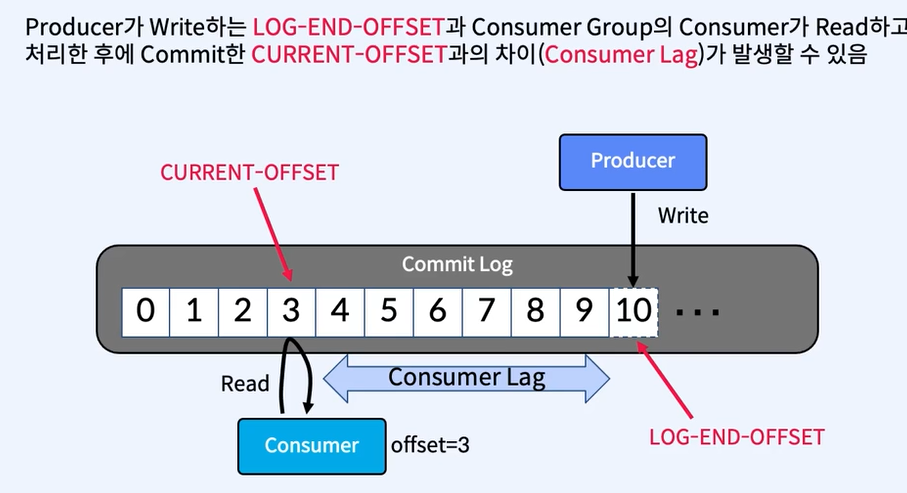 Producer가 Write하는 LOG-END-OFFSET과 Consumer Group의 Consumer가 Read하고
처리한 후에 Commit한 CURRENT-OFFSET과의 차이(Consumer Lag)가 발생할 수 있음
Producer
CURRENT-OFFSET
Write
Commit Log
0 1 2 3 4 5 6 7 8 9 10 ...
Read
Consumer Lag
Consumer
offset=3
LOG-END-OFFSET